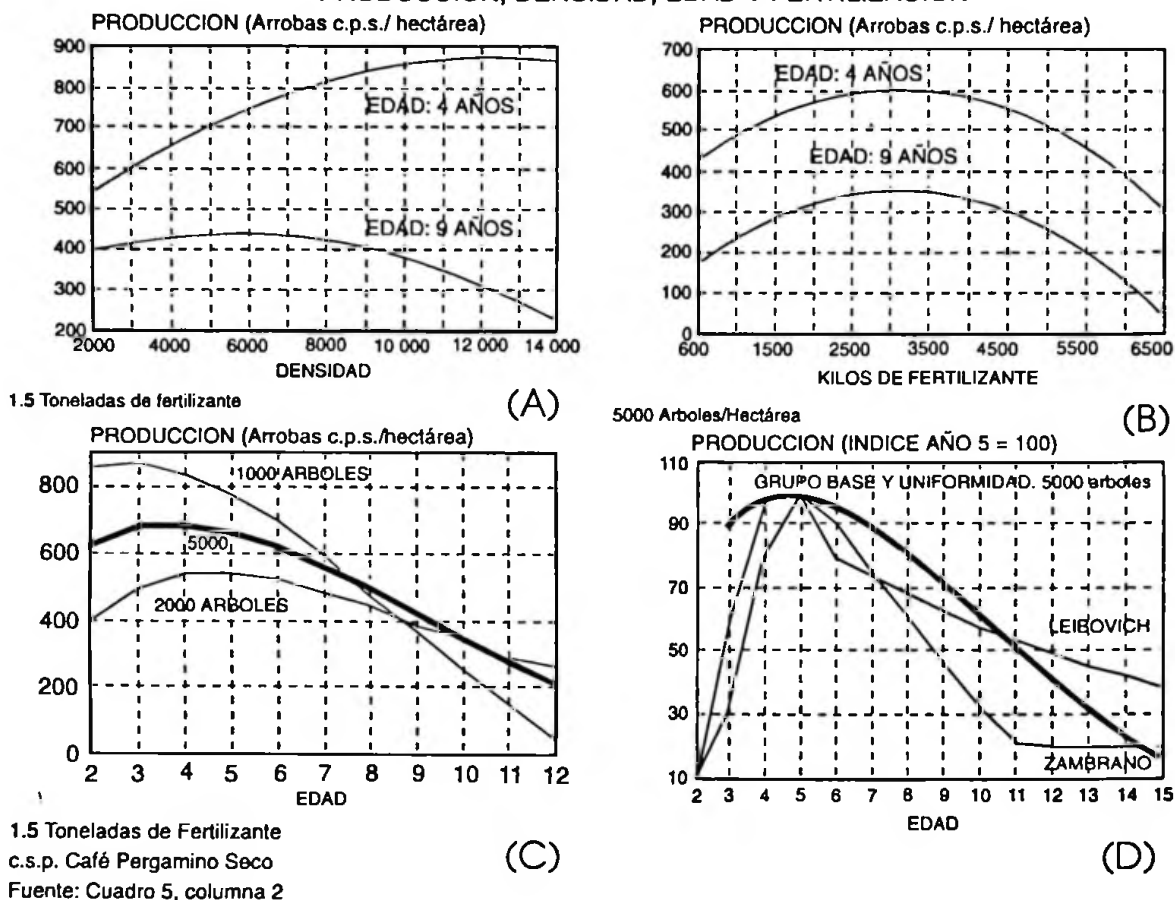 PRODUCCION, DENSIDAD, EDAD Y FERTILIZACION
PRODUCCION (Arrobas c.p.s./ hectárea)
900
800
700
600
500
400
300
200
EDAD: 4 AÑOS
EDAD: 9 AÑOS
2000 4000 6000 8000 10 000 12 000 14 000
DENSIDAD
1.5 Toneladas de fertilizante
(A)
PRODUCCION (Arrobas c.p.s./ hectárea)
700
600
500
400
300
200
100
0
EDAD: 4 AÑOS
EDAD: 9 AÑOS
600 1500 2500 3500 4500 5500 6500
KILOS DE FERTILIZANTE
5000 Arboles/Hectárea
(B)
PRODUCCION (Arrobas c.p.s./hectárea)
800
600
400
200
0
1000 ARBOLES
5000
2000 ARBOLES
2 3 4 5 6 7 8 9 10 11 12
EDAD
1.5 Toneladas de Fertilizante
c.s.p. Café Pergamino Seco
Fuente: Cuadro 5, columna 2
(C)
PRODUCCION (INDICE AÑO 5 = 100)
110
90
70
50
30
10
GRUPO BASE Y UNIFORMIDAD. 5000 arboles
LEIBOVICH
ZAMBRANO
2 3 4 5 6 7 8 9 10 11 12 13 14 15
EDAD
(D)